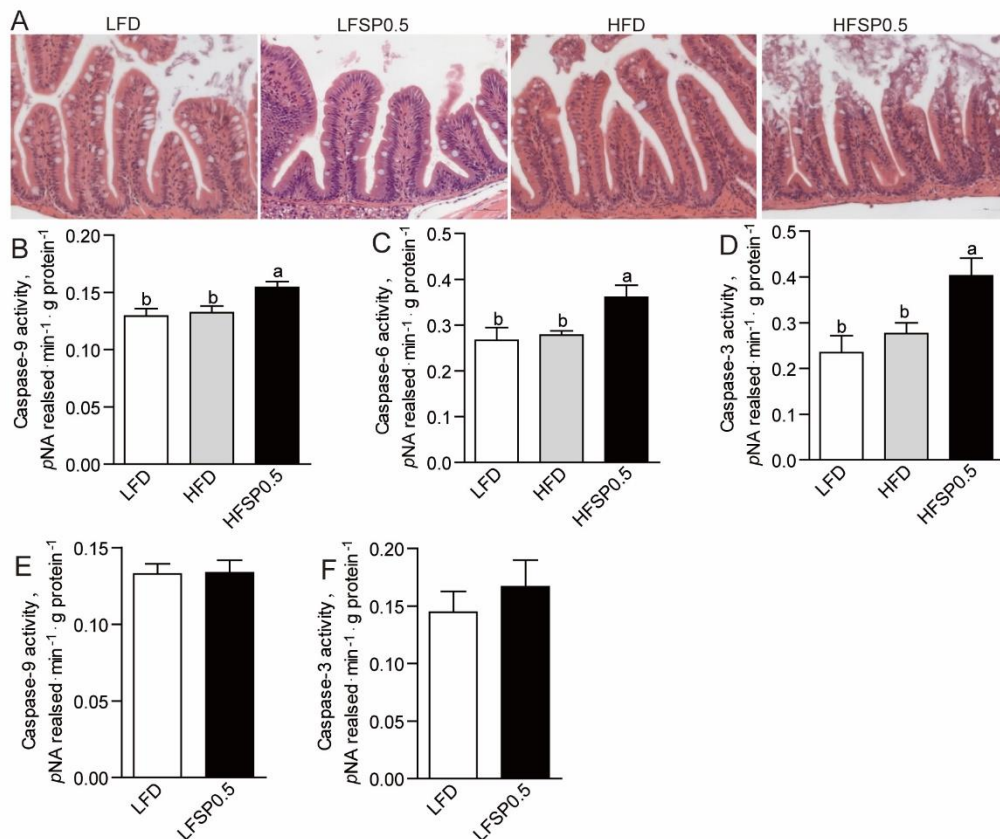 A
LFD LFSP0.5 HFD HFSP0.5
B
Caspase-9 activity,
pNA realsed·min⁻¹·g protein⁻¹
0.20
0.15
0.10
0.05
0.00
b b a
LFD HFD HFSP0.5
C
Caspase-6 activity,
pNA realsed·min⁻¹·g protein⁻¹
0.5
0.4
0.3
0.2
0.1
0.0
b b a
LFD HFD HFSP0.5
D
Caspase-3 activity,
pNA realsed·min⁻¹·g protein⁻¹
0.5
0.4
0.3
0.2
0.1
0.0
b b a
LFD HFD HFSP0.5
E
Caspase-9 activity,
pNA realsed·min⁻¹·g protein⁻¹
0.15
0.10
0.05
0.00
LFD LFSP0.5
F
Caspase-3 activity,
pNA realsed·min⁻¹·g protein⁻¹
0.20
0.15
0.10
0.05
0.00
LFD LFSP0.5